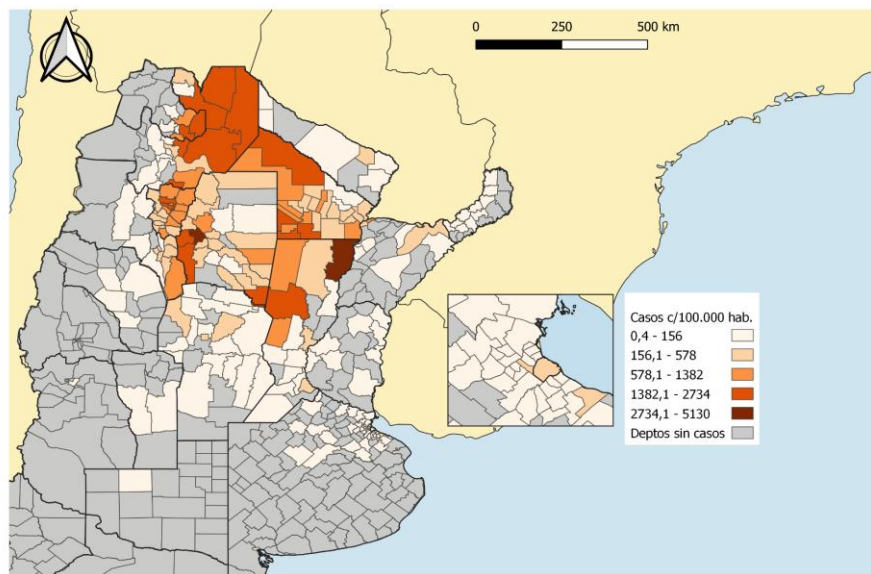 0 250 500 km
Casos c/100.000 hab.
0,4 - 156
156,1 - 578
578,1 - 1382
1382,1 - 2734
2734,1 - 5130
Deptos sin casos